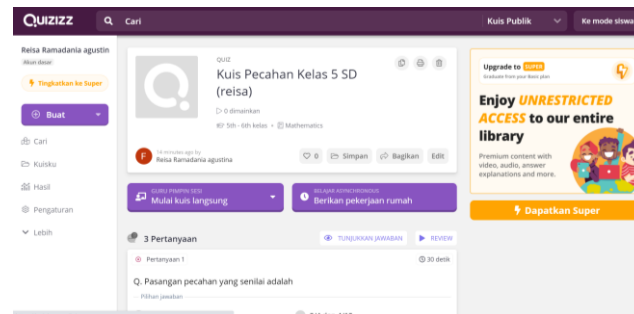 QUIZIZZ
Cari
Kuis Publik
Ke mode siswa
Reisa Ramadania agustin
Akun dasar
Tingkatkan ke Super
Buat
Cari
Kuisku
Hasil
Pengaturan
Lebih
QUIZ
Kuis Pecahan Kelas 5 SD
(reisa)
0 dimainkan
5th - 6th kelas • Mathematics
F
14 minutes ago by
Reisa Ramadania agustina
0
Simpan
Bagikan
Edit
GURU PIMPIN SESI
Mulai kuis langsung
BELAJAR ASYNCHRONOUS
Berikan pekerjaan rumah
3 Pertanyaan
TUNJUKKAN JAWABAN
REVIEW
Pertanyaan 1
30 detik
Q. Pasangan pecahan yang senilai adalah
Pilihan jawaban
Upgrade to SUPER
Graduate from your Basic plan
Enjoy UNRESTRICTED
ACCESS to our entire
library
Premium content with
video, audio, answer
explanations and more.
Dapatkan Super